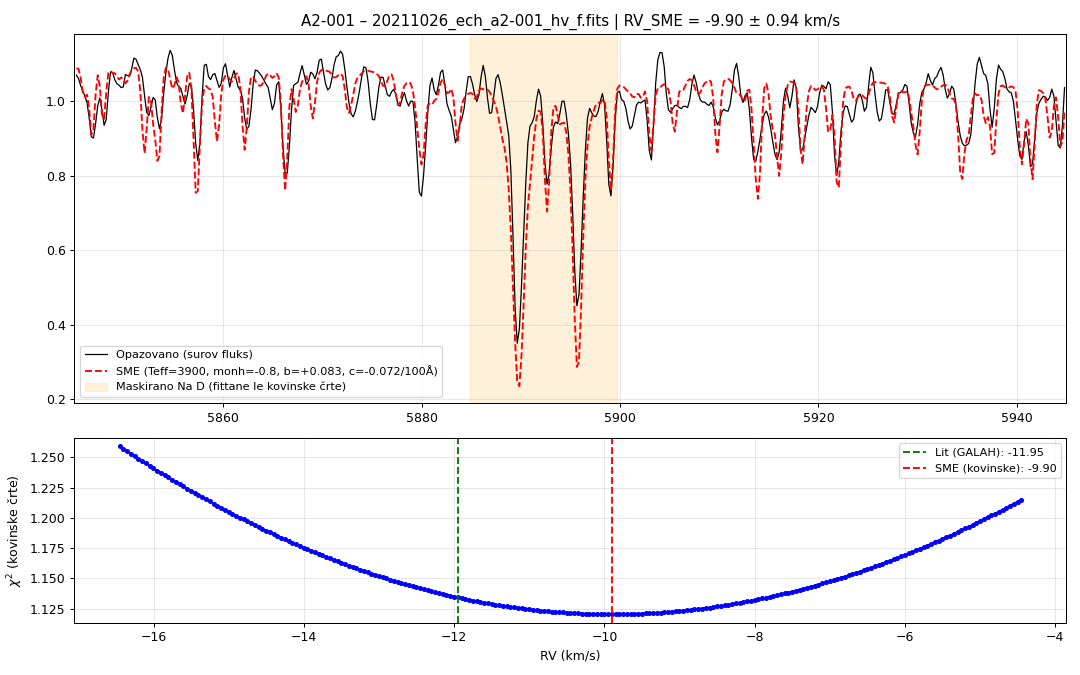 A2-001 – 20211026_ech_a2-001_hv_f.fits | RV_SME = -9.90 ± 0.94 km/s
1.0
0.8
0.6
0.4
0.2
Opazovano (surov fluks)
SME (Teff=3900, monh=-0.8, b=+0.083, c=-0.072/100Å)
Maskirano Na D (fittane le kovinske črte)
5860 5880 5900 5920 5940
1.250
1.225
1.200
1.175
1.150
1.125
χ² (kovinske črte)
Lit (GALAH): -11.95
SME (kovinske): -9.90
−16 −14 −12 −10 −8 −6 −4
RV (km/s)